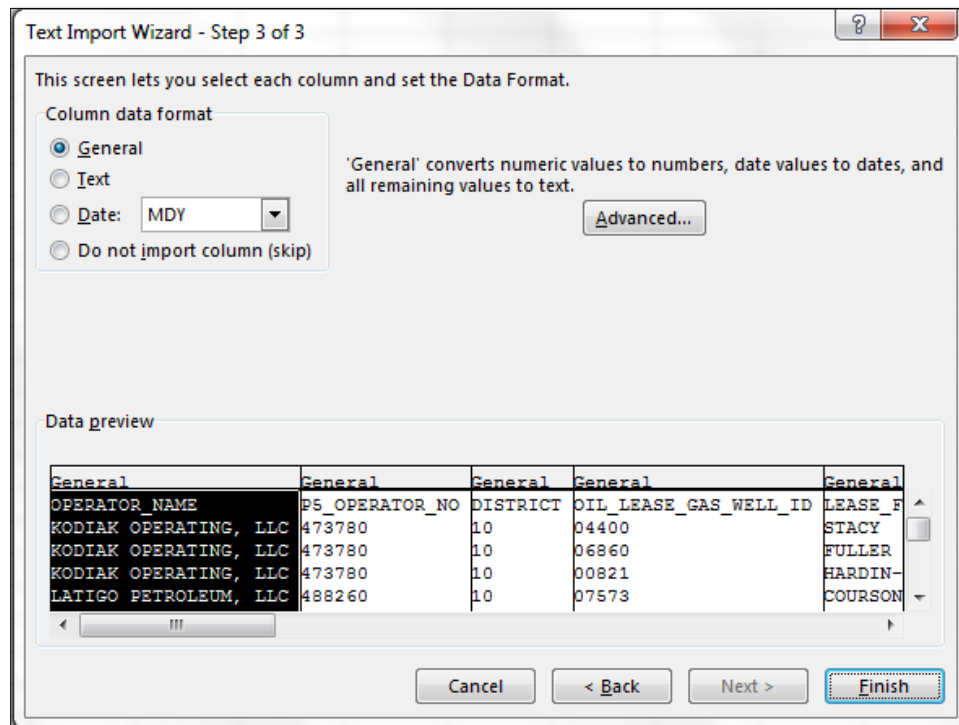 Text Import Wizard - Step 3 of 3
?
X
This screen lets you select each column and set the Data Format.
Column data format
General
Text
Date: MDY
Do not import column (skip)
'General' converts numeric values to numbers, date values to dates, and
all remaining values to text.
Advanced...
Data preview
General General General General General
OPERATOR_NAME P5_OPERATOR_NO DISTRICT OIL_LEASE_GAS_WELL_ID LEASE_F
KODIAK OPERATING, LLC 473780 10 04400 STACY
KODIAK OPERATING, LLC 473780 10 06860 FULLER
KODIAK OPERATING, LLC 473780 10 00821 HARDIN-
LATIGO PETROLEUM, LLC 488260 10 07573 COURSON
Cancel < Back Next > Finish